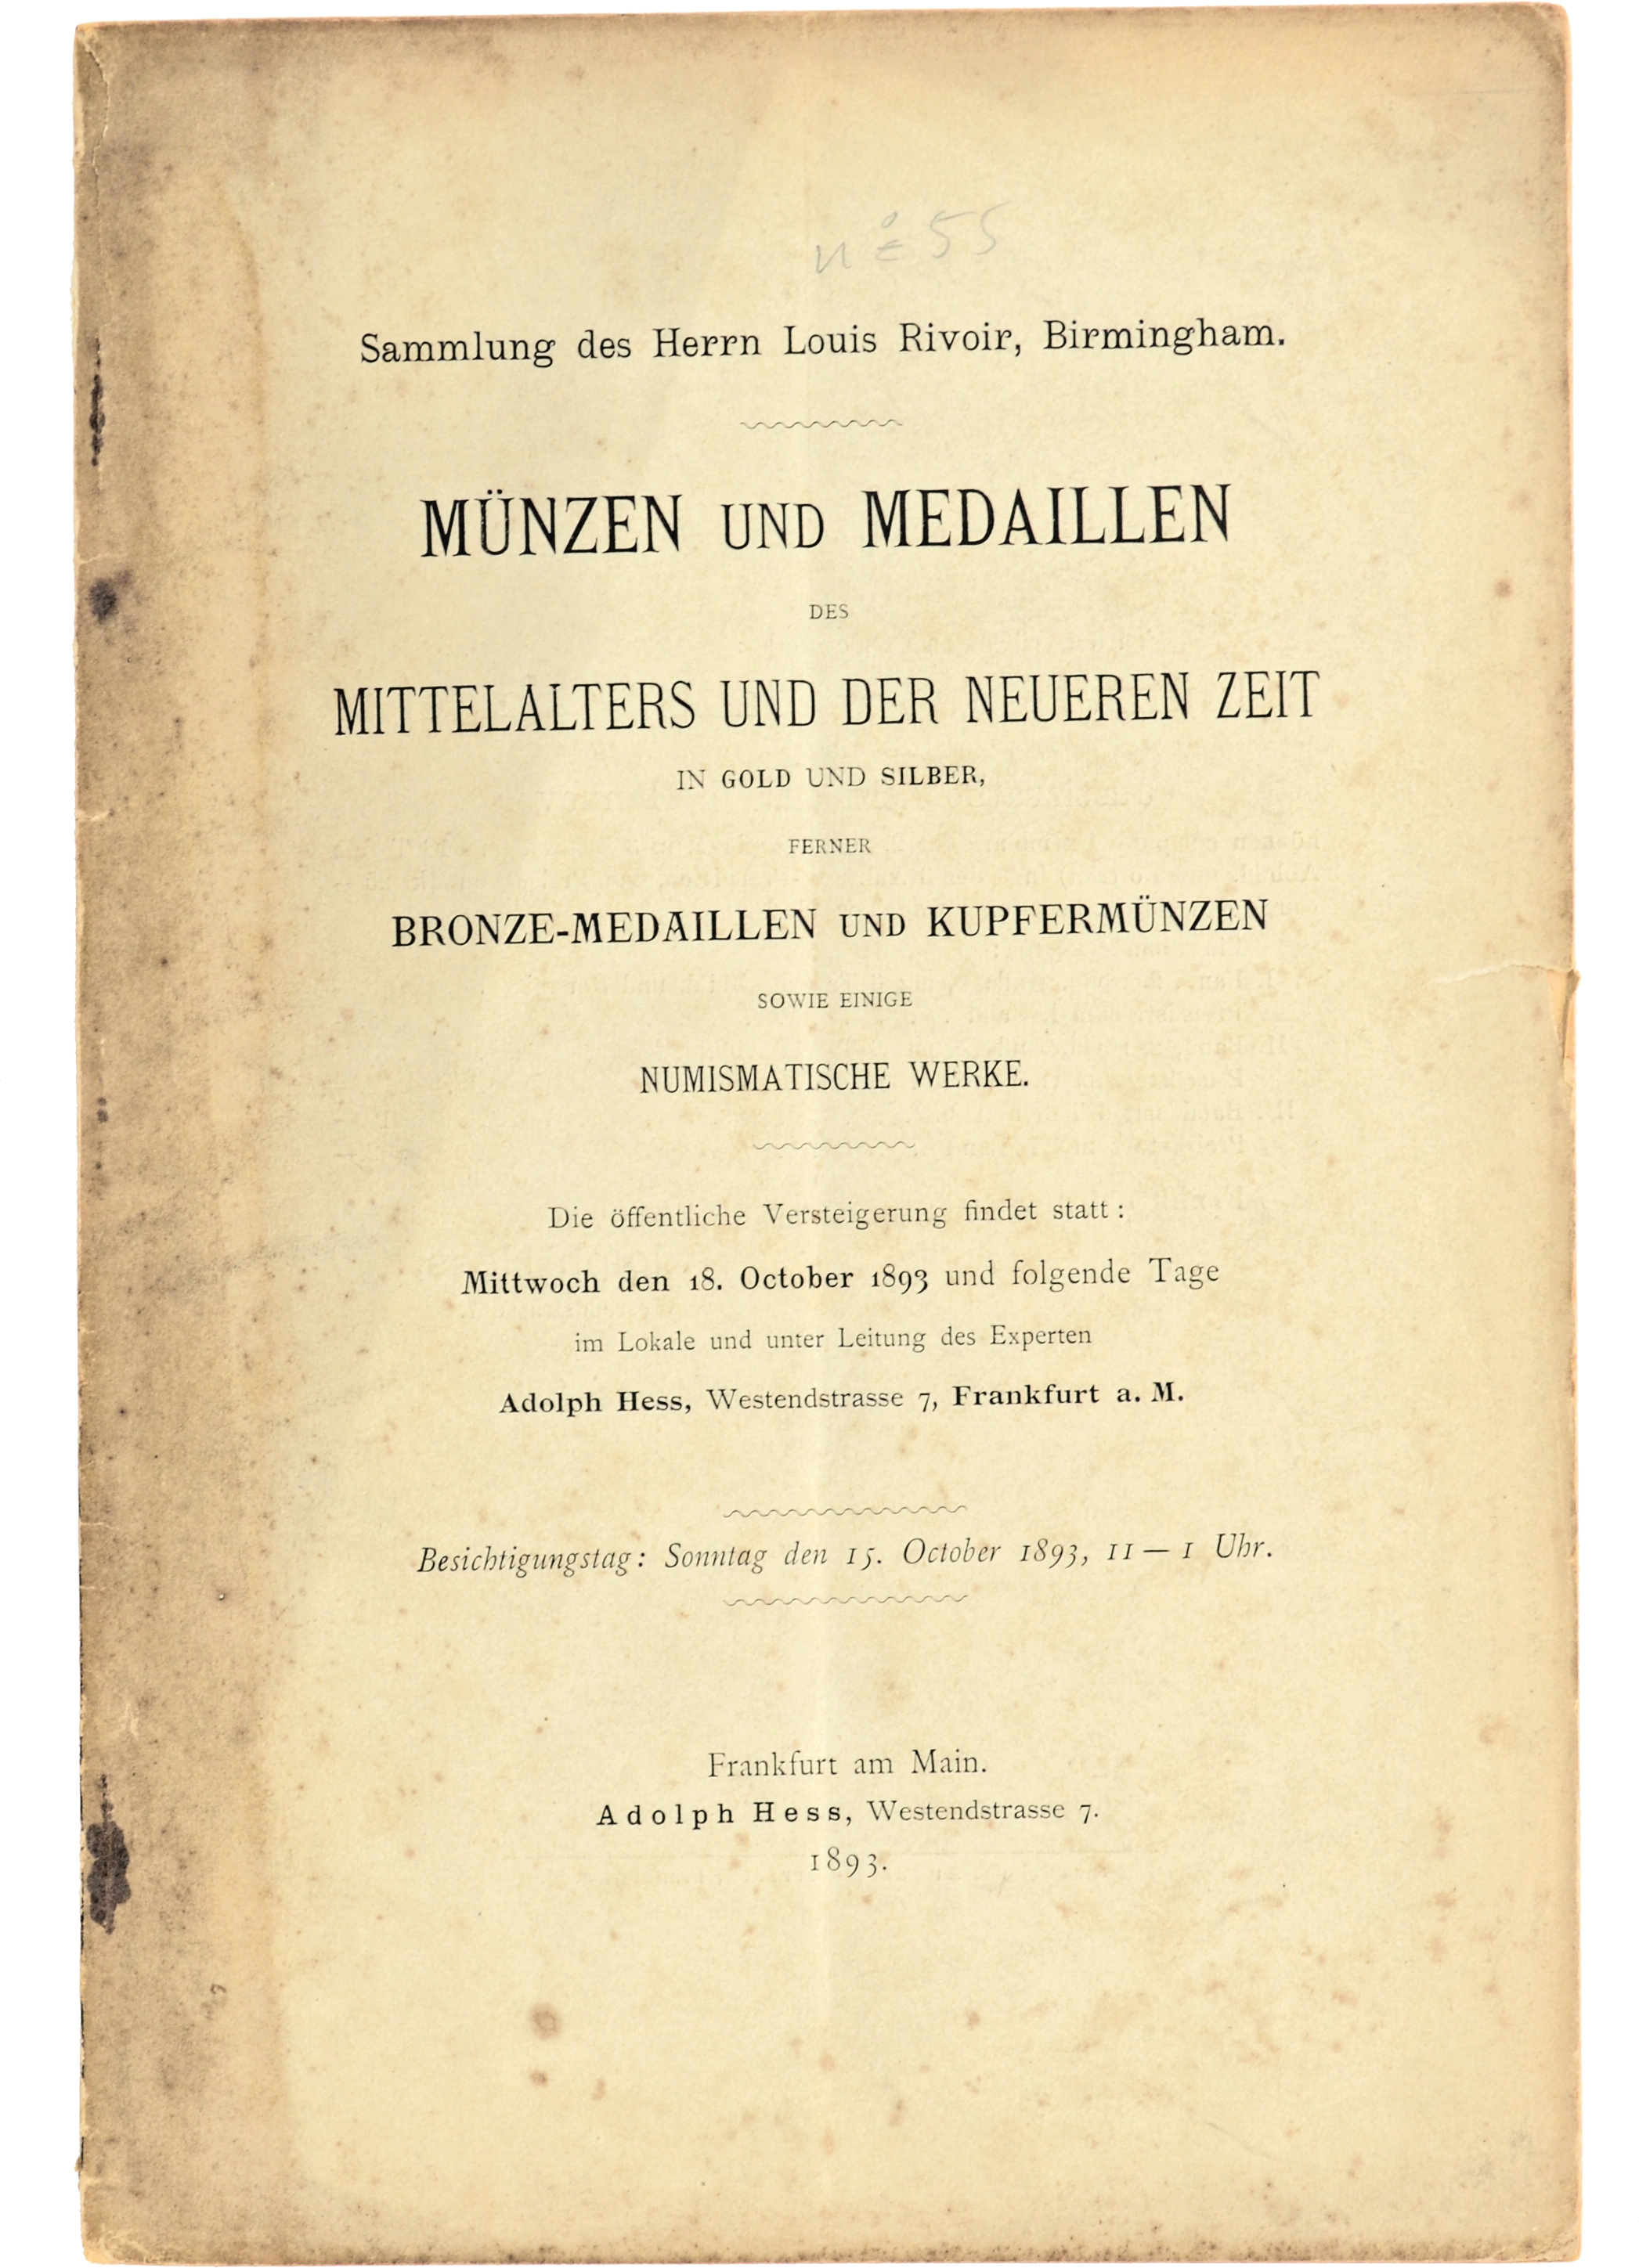 nº 55
Sammlung des Herrn Louis Rivoir, Birmingham.
MÜNZEN UND MEDAILLEN
DES
MITTELALTERS UND DER NEUEREN ZEIT
IN GOLD UND SILBER,
FERNER
BRONZE-MEDAILLEN UND KUPFERMÜNZEN
SOWIE EINIGE
NUMISMATISCHE WERKE.
Die öffentliche Versteigerung findet statt:
Mittwoch den 18. October 1893 und folgende Tage
im Lokale und unter Leitung des Experten
Adolph Hess, Westendstrasse 7, Frankfurt a. M.
Besichtigungstag: Sonntag den 15. October 1893, 11 — 1 Uhr.
Frankfurt am Main.
Adolph Hess, Westendstrasse 7.
1893.